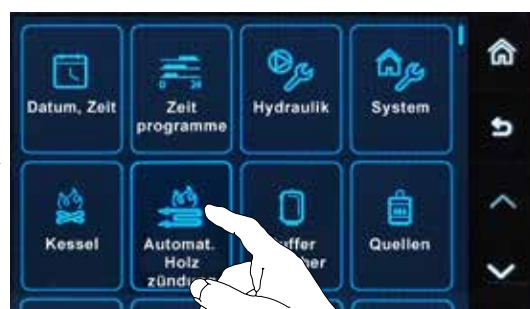 Datum, Zeit
Zeit
programme
Hydraulik
System
Kessel
Automat.
Holz
Quellen